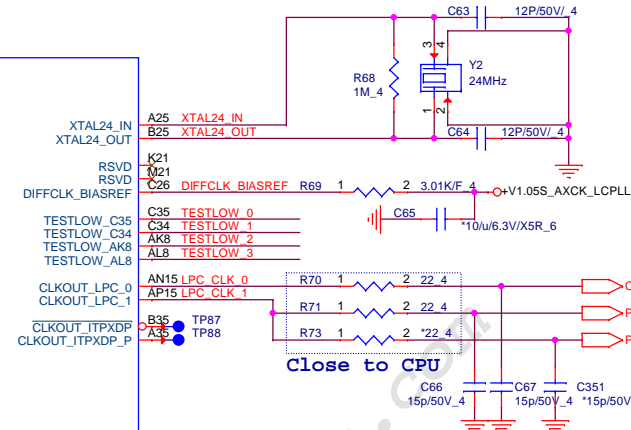 C63 12P/50V/_4
3 4
Y2
24MHz
R68
1M_4
1 2
C64 12P/50V/_4
XTAL24_IN A25 XTAL24_IN
XTAL24_OUT B25 XTAL24_OUT
RSVD K21
RSVD M21
DIFFCLK_BIASREF C26 DIFFCLK_BIASREF R69 1 2 3.01K/F_4 +V1.05S_AXCK_LCPLL
C65 *10/u/6.3V/X5R_6
TESTLOW_C35 C35 TESTLOW_0
TESTLOW_C34 C34 TESTLOW_1
TESTLOW_AK8 AK8 TESTLOW_2
TESTLOW_AL8 AL8 TESTLOW_3
CLKOUT_LPC_0 AN15 LPC_CLK_0 R70 1 2 22_4
CLKOUT_LPC_1 AP15 LPC_CLK_1 R71 1 2 22_4 P
R73 1 2 *22_4 P
CLKOUT_ITPXDP B35 TP87
CLKOUT_ITPXDP_P A35 TP88
Close to CPU
C66 C67 C351
15p/50V_4 15p/50V_4 *15p/50V
.com